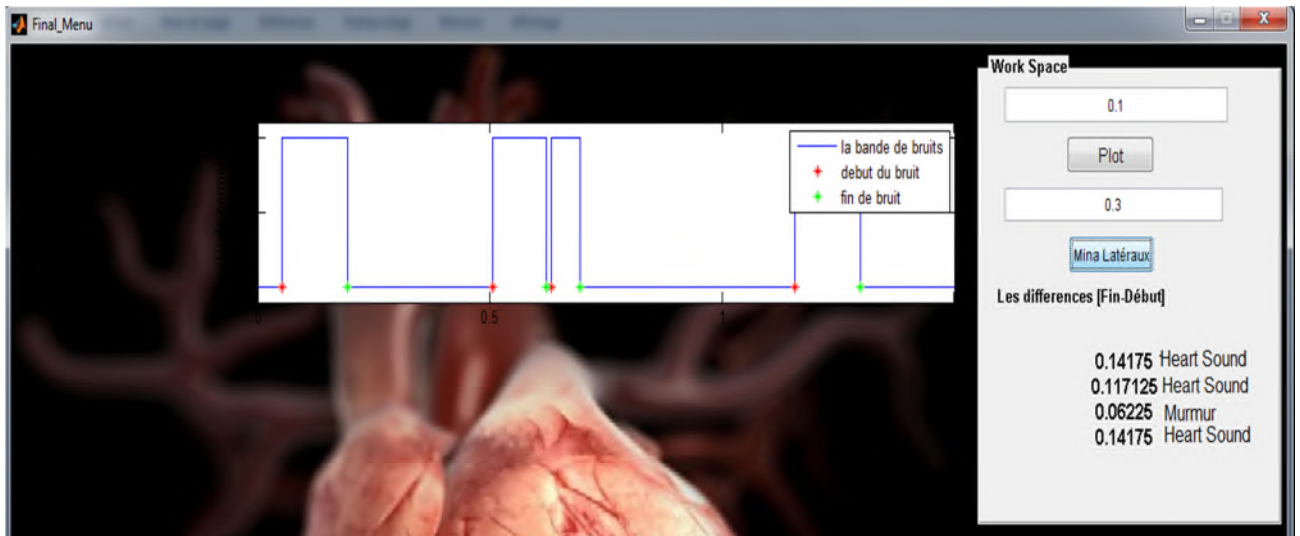 Final_Menu
la bande de bruits
debut du bruit
fin de bruit
0
0.5
1
Work Space
0.1
Plot
0.3
Mina Latéraux
Les differences [Fin-Début]
0.14175 Heart Sound
0.117125 Heart Sound
0.06225 Murmur
0.14175 Heart Sound